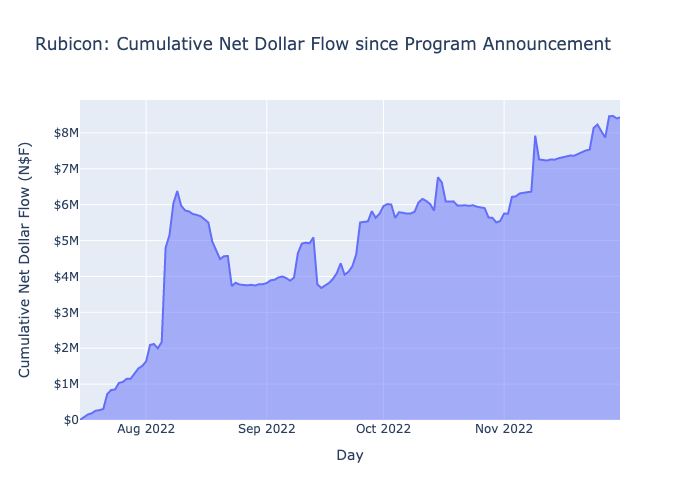 Rubicon: Cumulative Net Dollar Flow since Program Announcement
Cumulative Net Dollar Flow (N$F)
$8M
$7M
$6M
$5M
$4M
$3M
$2M
$1M
$0
Aug 2022
Sep 2022
Oct 2022
Nov 2022
Day